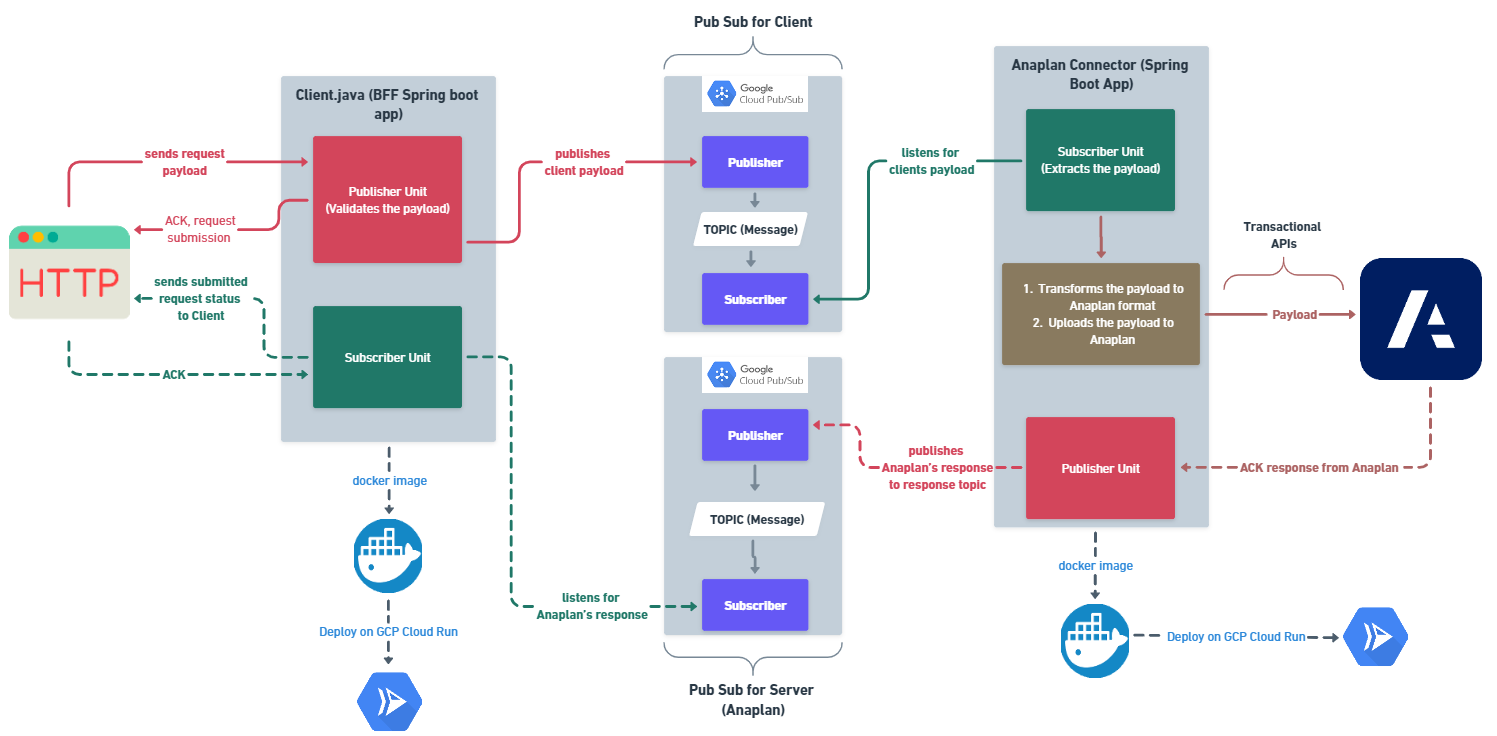 Pub Sub for Client
Client.java (BFF Spring boot
app)
sends request
payload
Publisher Unit
(Validates the payload)
ACK, request
submission
HTTP
sends submitted
request status
to Client
Subscriber Unit
ACK
docker image
Deploy on GCP Cloud Run
publishes
client payload
Google
Cloud Pub/Sub
Publisher
TOPIC (Message)
Subscriber
listens for
clients payload
Google
Cloud Pub/Sub
Publisher
TOPIC (Message)
Subscriber
listens for
Anaplan's response
publishes
Anaplan's response
to response topic
Pub Sub for Server
(Anaplan)
Anaplan Connector (Spring
Boot App)
Subscriber Unit
(Extracts the payload)
1. Transforms the payload to
Anaplan format
2. Uploads the payload to
Anaplan
Transactional
APIs
Payload
Publisher Unit
ACK response from Anaplan
docker image
Deploy on GCP Cloud Run